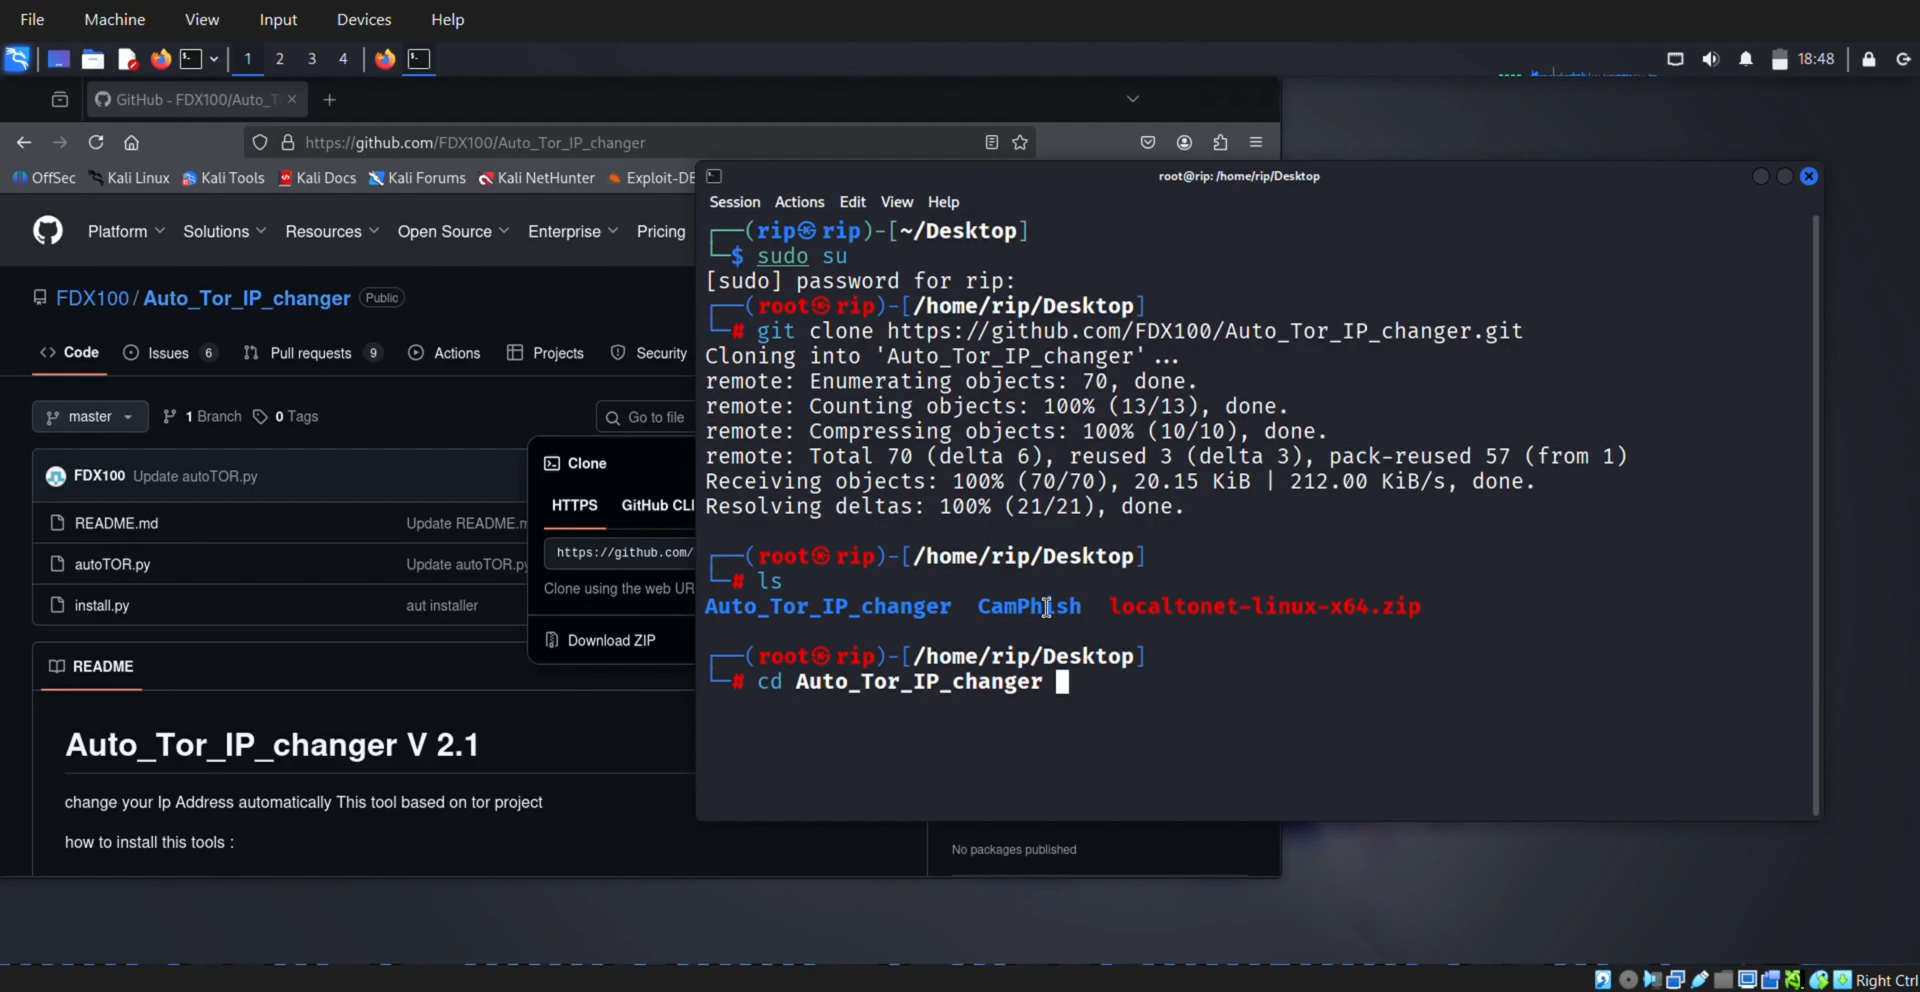 File Machine View Input Devices Help
1 2 3 4 18:48
GitHub - FDX100/Auto_T
https://github.com/FDX100/Auto_Tor_IP_changer
OffSec Kali Linux Kali Tools Kali Docs Kali Forums Kali NetHunter Exploit-DB
Platform Solutions Resources Open Source Enterprise Pricing
FDX100 / Auto_Tor_IP_changer Public
Code Issues 6 Pull requests 9 Actions Projects Security
master 1 Branch 0 Tags Go to file
FDX100 Update autoTOR.py
README.md Update README.m
autoTOR.py Update autoTOR.py
install.py aut installer
Clone
HTTPS GitHub CLI
https://github.com/
Clone using the web UR
Download ZIP
README
Auto_Tor_IP_changer V 2.1
change your Ip Address automatically This tool based on tor project
how to install this tools :
No packages published
root@rip: /home/rip/Desktop
Session Actions Edit View Help
(rip㉿rip)-[~/Desktop]
$ sudo su
[sudo] password for rip:
(root㉿rip)-[/home/rip/Desktop]
# git clone https://github.com/FDX100/Auto_Tor_IP_changer.git
Cloning into 'Auto_Tor_IP_changer'...
remote: Enumerating objects: 70, done.
remote: Counting objects: 100% (13/13), done.
remote: Compressing objects: 100% (10/10), done.
remote: Total 70 (delta 6), reused 3 (delta 3), pack-reused 57 (from 1)
Receiving objects: 100% (70/70), 20.15 KiB | 212.00 KiB/s, done.
Resolving deltas: 100% (21/21), done.
(root㉿rip)-[/home/rip/Desktop]
# ls
Auto_Tor_IP_changer CamPhish localtonet-linux-x64.zip
(root㉿rip)-[/home/rip/Desktop]
# cd Auto_Tor_IP_changer
Right Ctrl